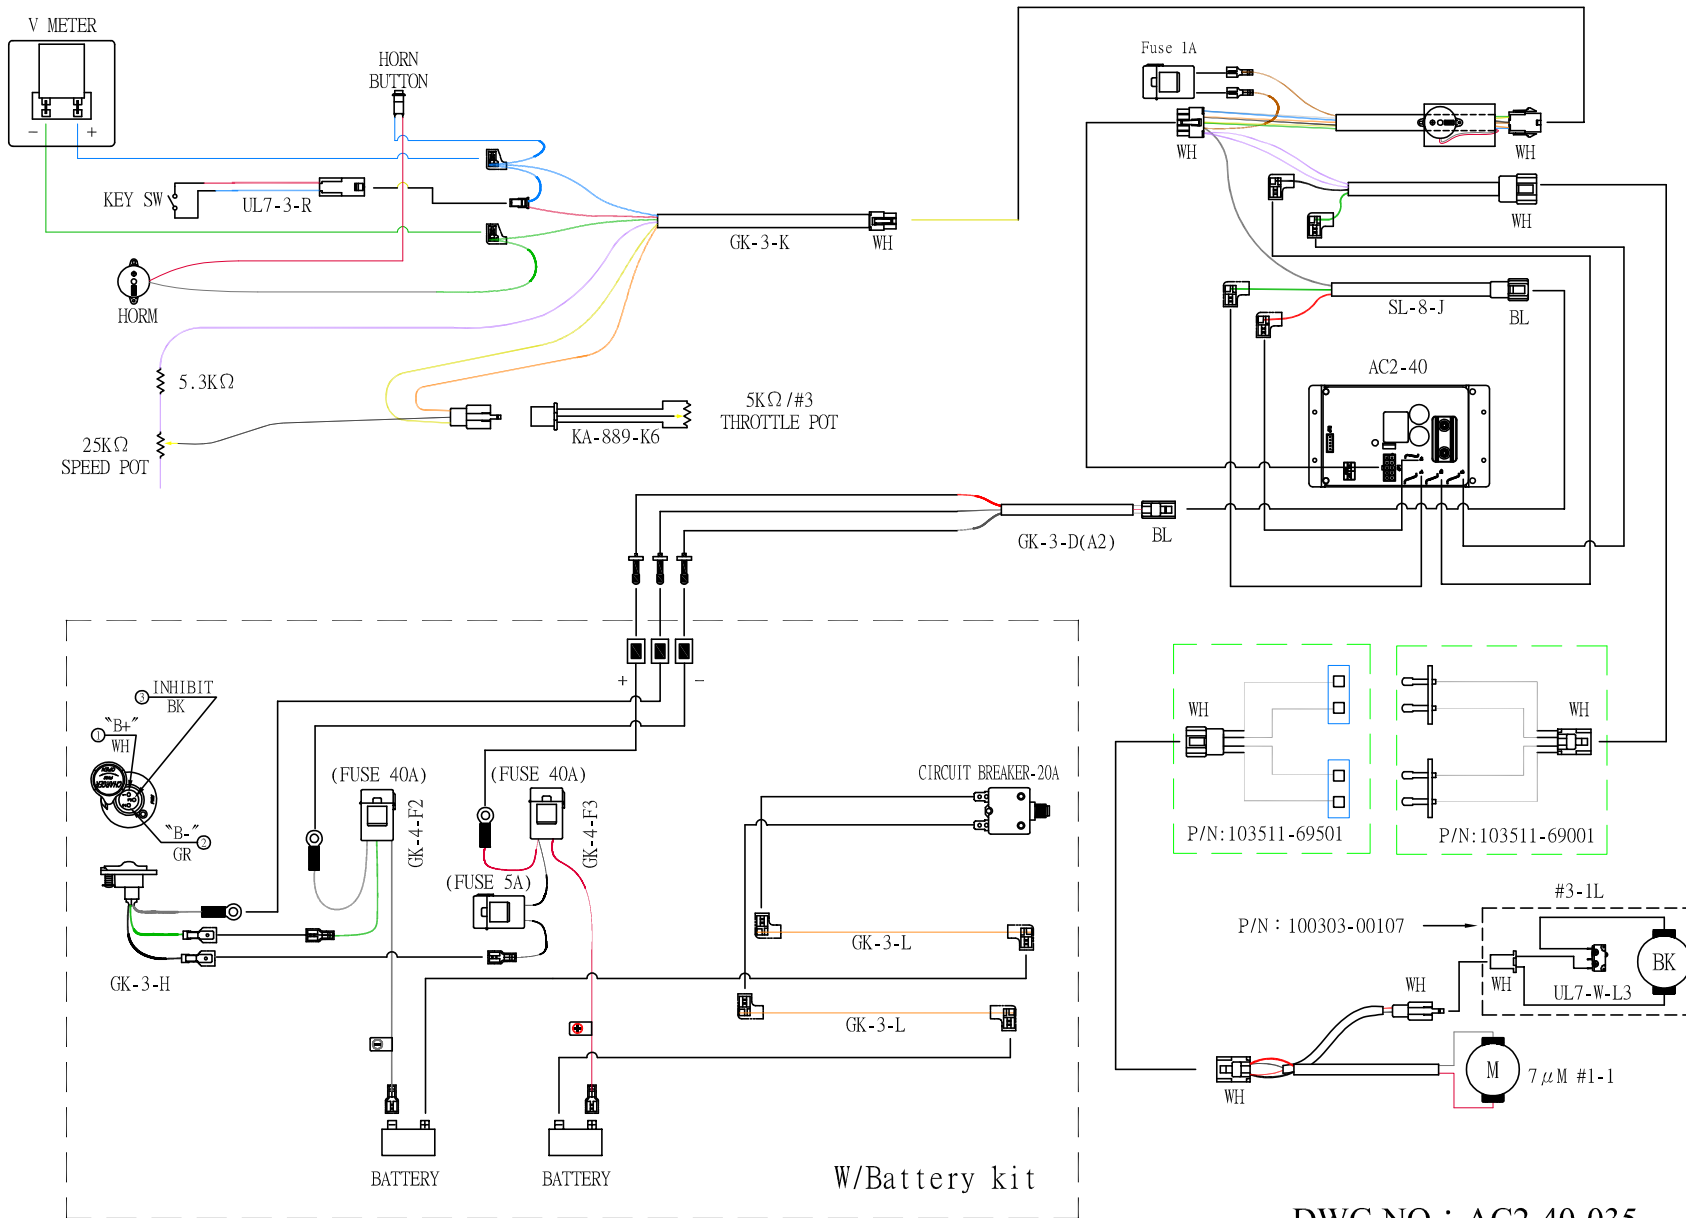 V METER
-
+
HORN
BUTTON
KEY SW
UL7-3-R
HORM
GK-3-K
WH
5.3KΩ
25KΩ
SPEED POT
KA-889-K6
5KΩ/#3
THROTTLE POT
Fuse 1A
WH
WH
WH
SL-8-J
BL
AC2-40
GK-3-D(A2)
BL
+
-
③ INHIBIT
BK
① "B+"
WH
"B-" ②
GR
GK-3-H
(FUSE 40A)
GK-4-F2
(FUSE 40A)
GK-4-F3
(FUSE 5A)
CIRCUIT BREAKER-20A
GK-3-L
GK-3-L
BATTERY
BATTERY
W/Battery kit
WH
P/N:103511-69501
WH
P/N:103511-69001
#3-1L
P/N：100303-00107
WH
WH
BK
UL7-W-L3
WH
M
7μM #1-1